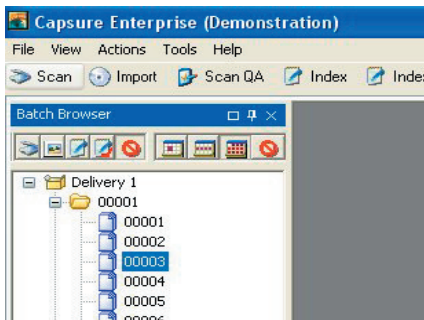 Capsure Enterprise (Demonstration)
File View Actions Tools Help
Scan Import Scan QA Index Inde
Batch Browser
Delivery 1
00001
00001
00002
00003
00004
00005